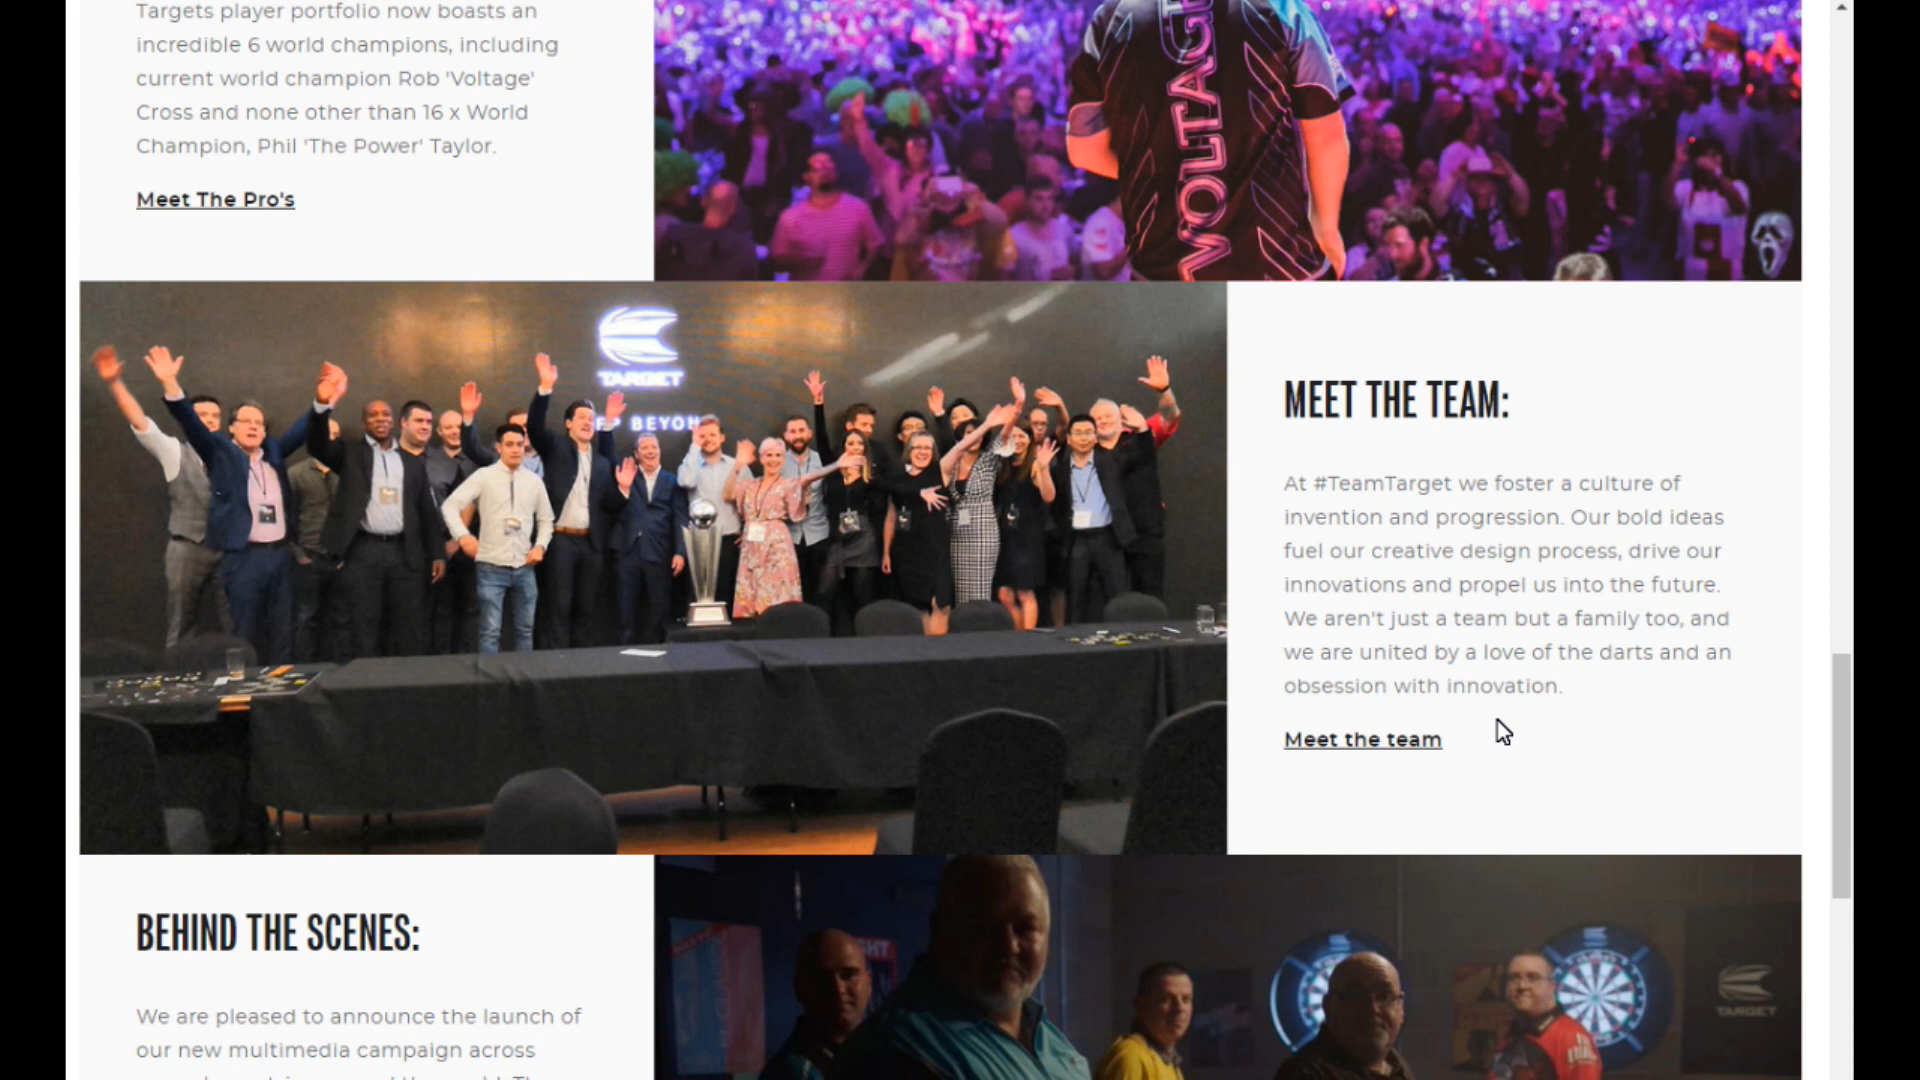 Targets player portfolio now boasts an
incredible 6 world champions, including
current world champion Rob 'Voltage'
Cross and none other than 16 x World
Champion, Phil 'The Power' Taylor.
Meet The Pro's
VOLTAGE
TARGET
BEYON
MEET THE TEAM:
At #TeamTarget we foster a culture of
invention and progression. Our bold ideas
fuel our creative design process, drive our
innovations and propel us into the future.
We aren't just a team but a family too, and
we are united by a love of the darts and an
obsession with innovation.
Meet the team
BEHIND THE SCENES:
We are pleased to announce the launch of
our new multimedia campaign across
TARGET